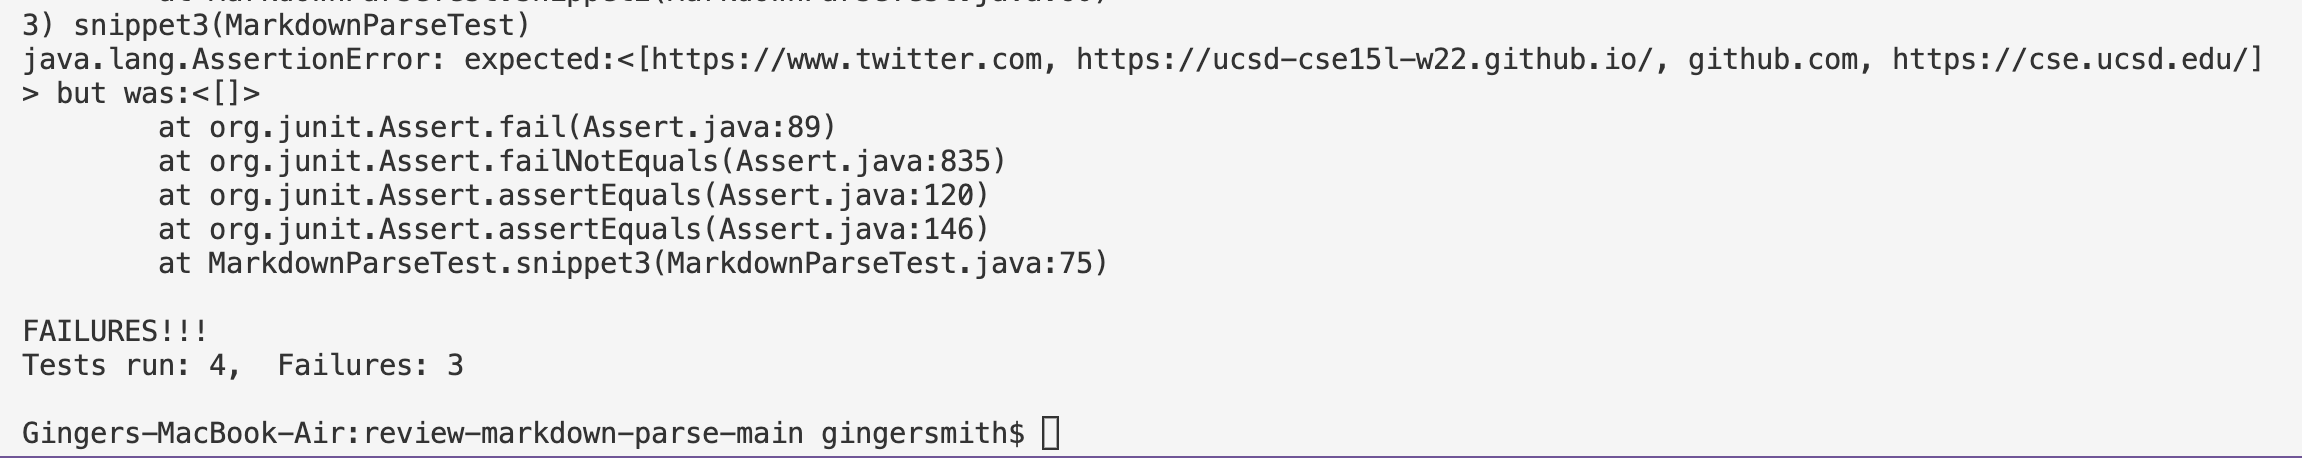 3) snippet3(MarkdownParseTest)
java.lang.AssertionError: expected:<[https://www.twitter.com, https://ucsd-cse15l-w22.github.io/, github.com, https://cse.ucsd.edu/]
> but was:<[]>
at org.junit.Assert.fail(Assert.java:89)
at org.junit.Assert.failNotEquals(Assert.java:835)
at org.junit.Assert.assertEquals(Assert.java:120)
at org.junit.Assert.assertEquals(Assert.java:146)
at MarkdownParseTest.snippet3(MarkdownParseTest.java:75)
FAILURES!!!
Tests run: 4,  Failures: 3
Gingers-MacBook-Air:review-markdown-parse-main gingersmith$